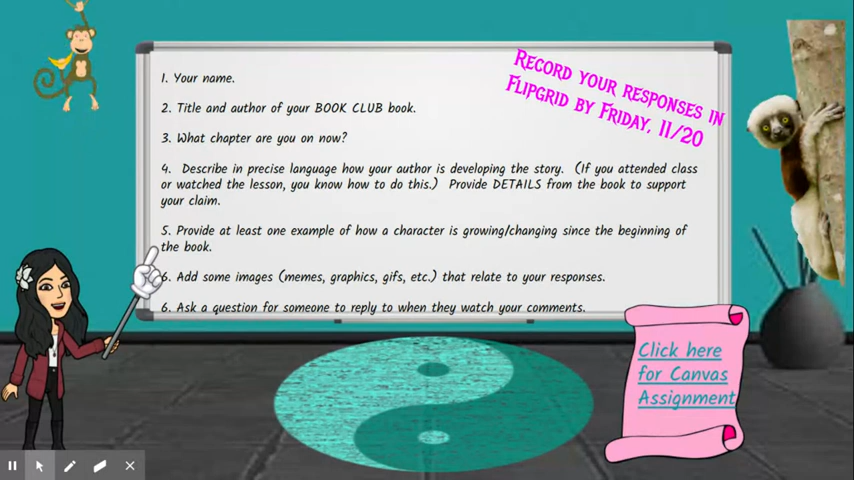 1. Your name.
2. Title and author of your BOOK CLUB book.
3. What chapter are you on now?
4. Describe in precise language how your author is developing the story. (If you attended class
or watched the lesson, you know how to do this.) Provide DETAILS from the book to support
your claim.
5. Provide at least one example of how a character is growing/changing since the beginning of
the book.
6. Add some images (memes, graphics, gifs, etc.) that relate to your responses.
6. Ask a question for someone to reply to when they watch your comments.
Record your responses in
Flipgrid by Friday, 11/20
Click here
for Canvas
Assignment